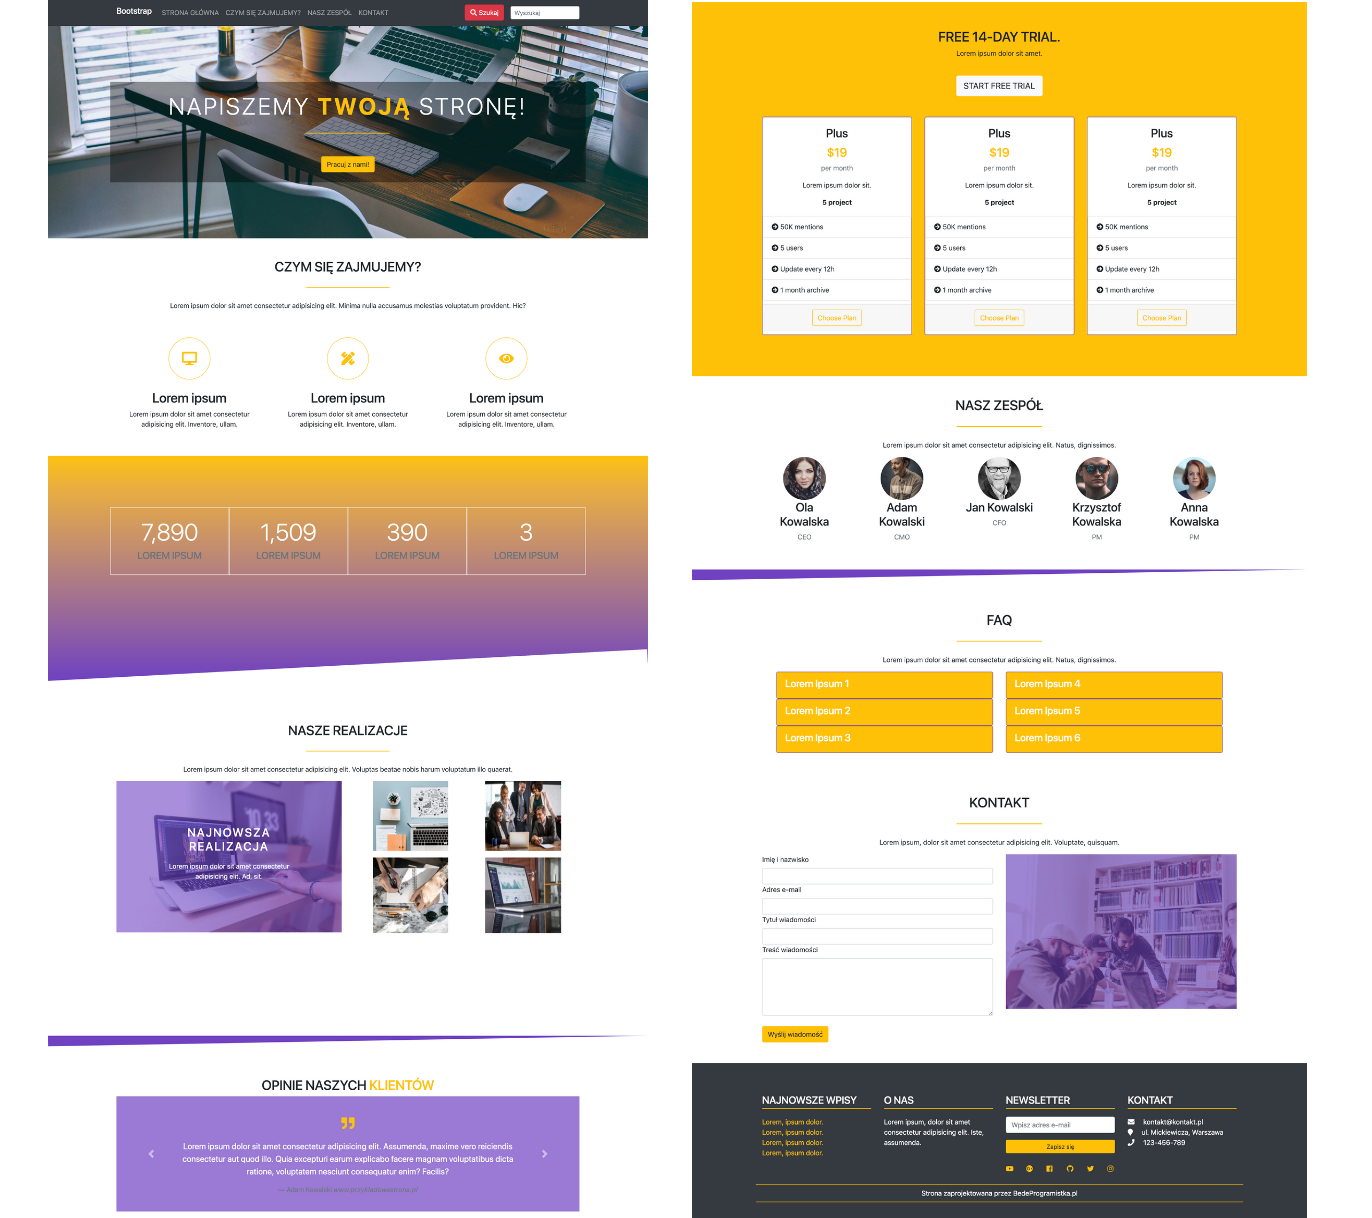 Bootstrap STRONA GŁÓWNA CZYM SIĘ ZAJMUJEMY? NASZ ZESPÓŁ KONTAKT Szukaj Wyszukaj
NAPISZEMY TWOJĄ STRONĘ!
Pracuj z nami!
CZYM SIĘ ZAJMUJEMY?
Lorem ipsum dolor sit amet consectetur adipisicing elit. Minima nulla accusamus molestias voluptatum provident. Hic?
Lorem ipsum
Lorem ipsum dolor sit amet consectetur
adipisicing elit. Inventore, ullam.
Lorem ipsum
Lorem ipsum dolor sit amet consectetur
adipisicing elit. Inventore, ullam.
Lorem ipsum
Lorem ipsum dolor sit amet consectetur
adipisicing elit. Inventore, ullam.
7,890
LOREM IPSUM
1,509
LOREM IPSUM
390
LOREM IPSUM
3
LOREM IPSUM
NASZE REALIZACJE
Lorem ipsum dolor sit amet consectetur adipisicing elit. Voluptas beatae nobis harum voluptatum illo quaerat.
NAJNOWSZA
REALIZACJA
Lorem ipsum dolor sit amet consectetur
adipisicing elit. Ad, sit.
OPINIE NASZYCH KLIENTÓW
Lorem ipsum dolor sit amet consectetur adipisicing elit. Assumenda, maxime vero reiciendis
consectetur aut quod illo. Quia excepturi earum explicabo facere magnam voluptatibus dicta
ratione, voluptatem nesciunt consequatur enim? Facilis?
— Adam Kowalski www.przykladowastrona.pl
FREE 14-DAY TRIAL.
Lorem ipsum dolor sit amet.
START FREE TRIAL
Plus
$19
per month
Lorem ipsum dolor sit.
5 project
50K mentions
5 users
Update every 12h
1 month archive
Choose Plan
Plus
$19
per month
Lorem ipsum dolor sit.
5 project
50K mentions
5 users
Update every 12h
1 month archive
Choose Plan
Plus
$19
per month
Lorem ipsum dolor sit.
5 project
50K mentions
5 users
Update every 12h
1 month archive
Choose Plan
NASZ ZESPÓŁ
Lorem ipsum dolor sit amet consectetur adipisicing elit. Natus, dignissimos.
Ola
Kowalska
CEO
Adam
Kowalski
CMO
Jan Kowalski
CFO
Krzysztof
Kowalska
PM
Anna
Kowalska
PM
FAQ
Lorem ipsum dolor sit amet consectetur adipisicing elit. Natus, dignissimos.
Lorem Ipsum 1
Lorem Ipsum 2
Lorem Ipsum 3
Lorem Ipsum 4
Lorem Ipsum 5
Lorem Ipsum 6
KONTAKT
Lorem ipsum, dolor sit amet consectetur adipisicing elit. Voluptate, quisquam.
Imię i nazwisko
Adres e-mail
Tytuł wiadomości
Treść wiadomości
Wyślij wiadomość
NAJNOWSZE WPISY
Lorem, ipsum dolor.
Lorem, ipsum dolor.
Lorem, ipsum dolor.
Lorem, ipsum dolor.
O NAS
Lorem ipsum, dolor sit amet
consectetur adipisicing elit. Iste,
assumenda.
NEWSLETTER
Wpisz adres e-mail
Zapisz się
KONTAKT
kontakt@kontakt.pl
ul. Mickiewicza, Warszawa
123-456-789
Strona zaprojektowana przez BedeProgramistka.pl